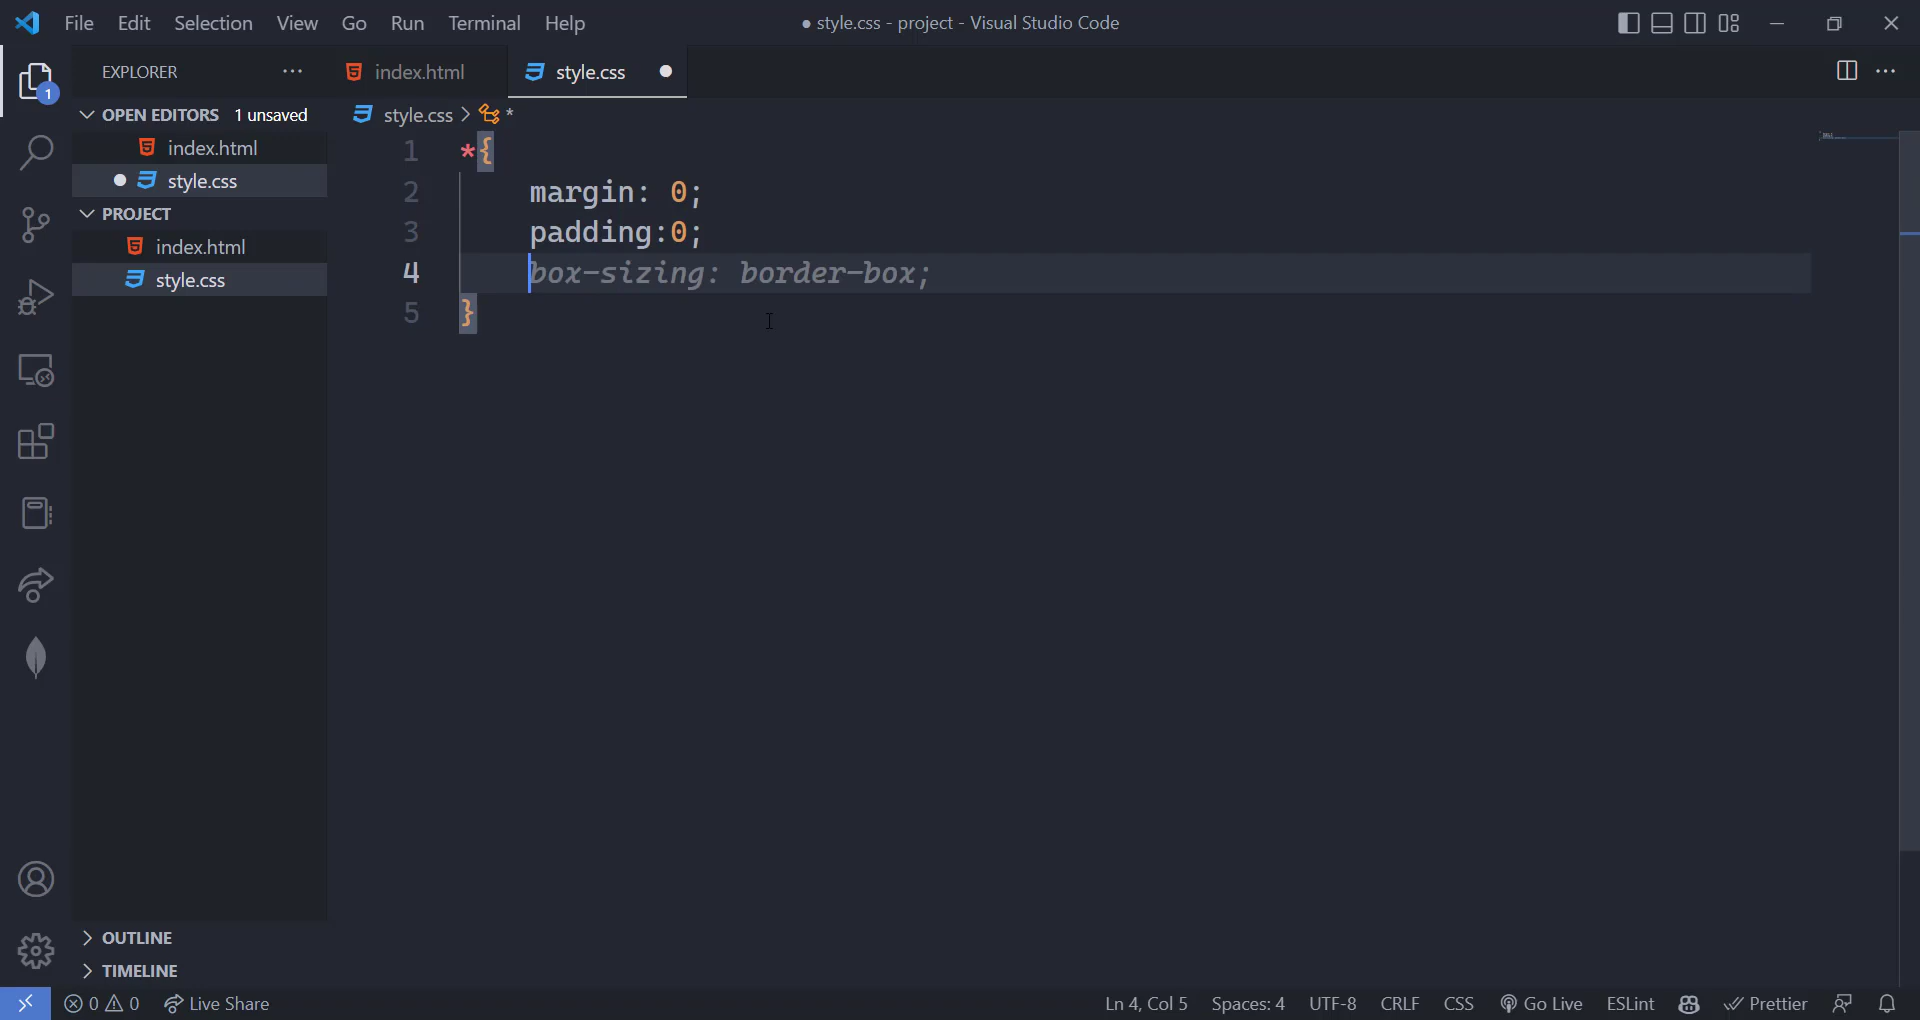 File Edit Selection View Go Run Terminal Help
● style.css - project - Visual Studio Code
EXPLORER
index.html
style.css
1
OPEN EDITORS 1 unsaved
index.html
style.css
PROJECT
index.html
style.css
style.css > *
1 *{
2 margin: 0;
3 padding:0;
4 box-sizing: border-box;
5 }
OUTLINE
TIMELINE
0 0 Live Share
Ln 4, Col 5 Spaces: 4 UTF-8 CRLF CSS Go Live ESLint Prettier